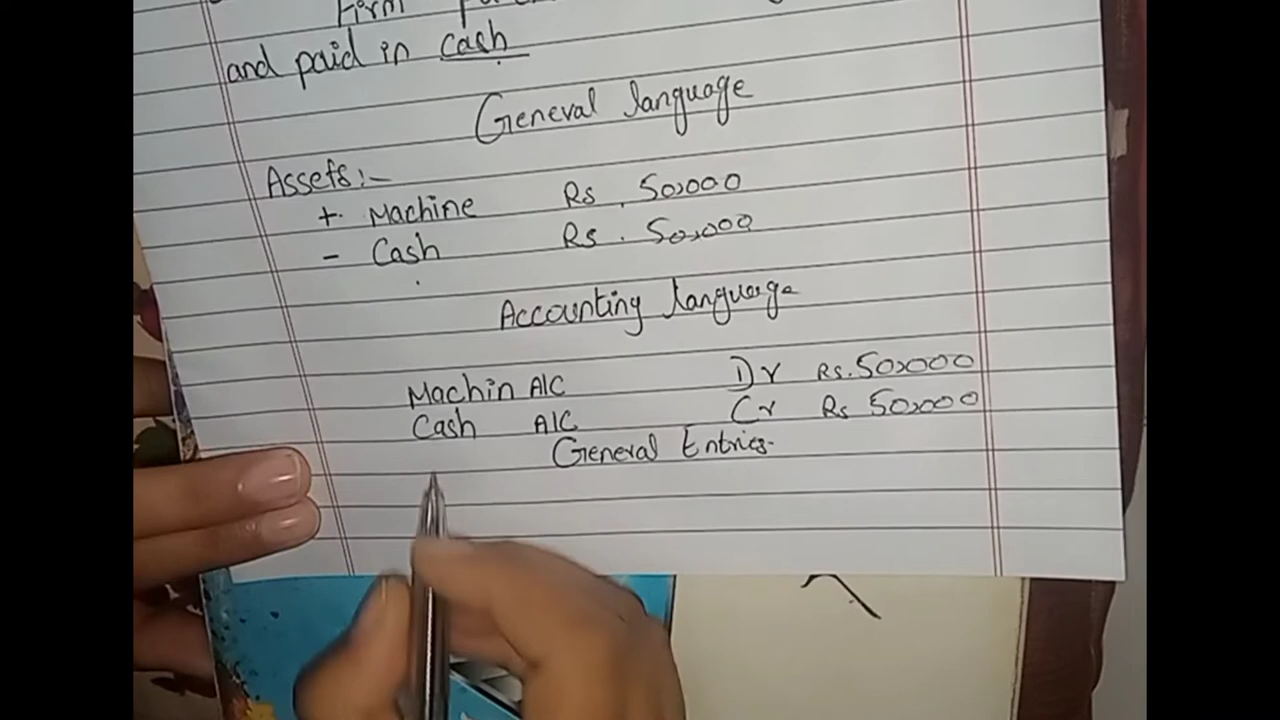 Firm
and paid in cash
General language
Assets:-
+ Machine Rs. 50,000
- Cash Rs. 50,000
Accounting language
Machin A/C Dr Rs. 50,000
Cash A/C Cr Rs 50,000
General Entries.